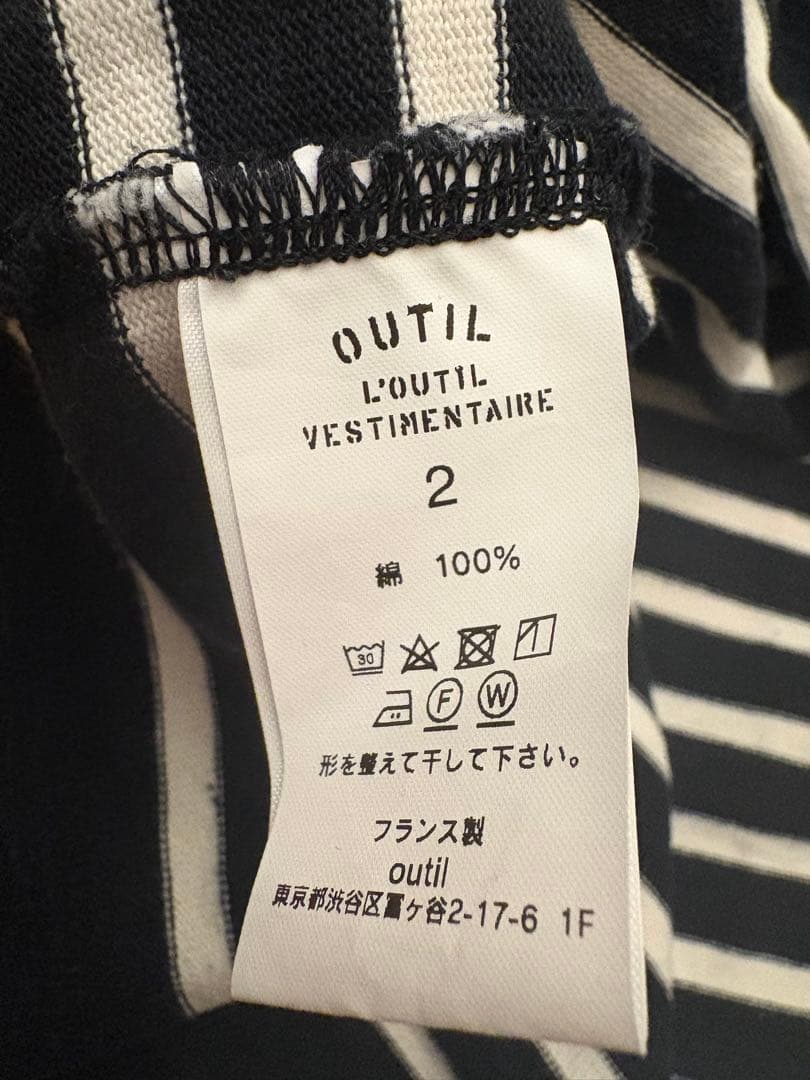 OUTIL
L'OUTIL
VESTIMENTAIRE
2
綿 100%
30
F W
形を整えて干して下さい。
フランス製
outil
東京都渋谷区富ヶ谷2-17-6 1F